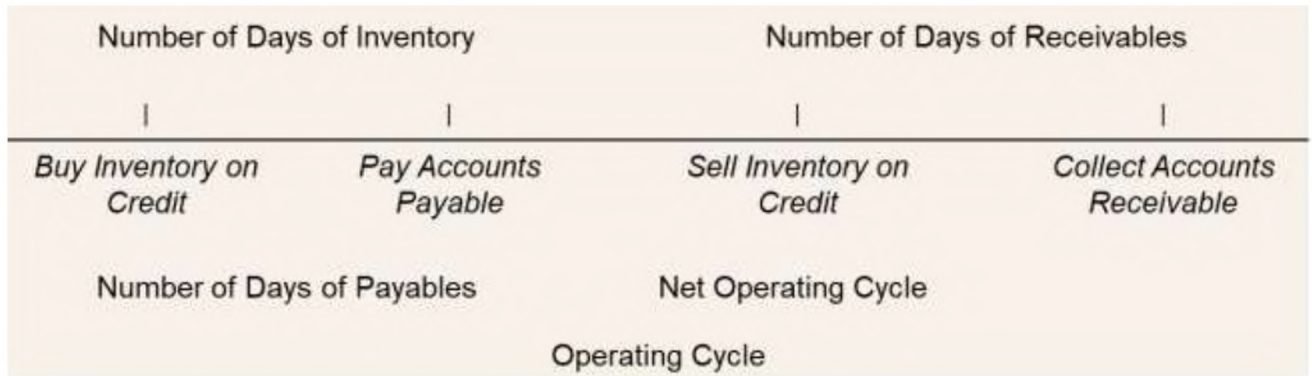 Number of Days of Inventory Number of Days of Receivables
Buy Inventory on Pay Accounts Sell Inventory on Collect Accounts
Credit Payable Credit Receivable
Number of Days of Payables Net Operating Cycle
Operating Cycle